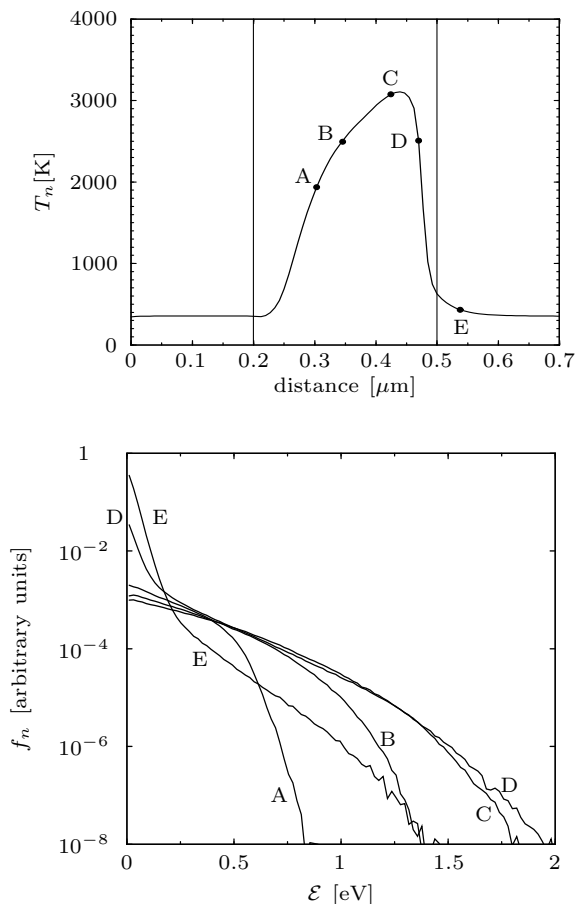 4000
3000
2000
1000
0
T_n[K]
A
B
C
D
E
0 0.1 0.2 0.3 0.4 0.5 0.6 0.7
distance [μm]
1
10⁻²
10⁻⁴
10⁻⁶
10⁻⁸
f_n [arbitrary units]
D
E
E
A
B
C
D
0 0.5 1 1.5 2
ℰ [eV]